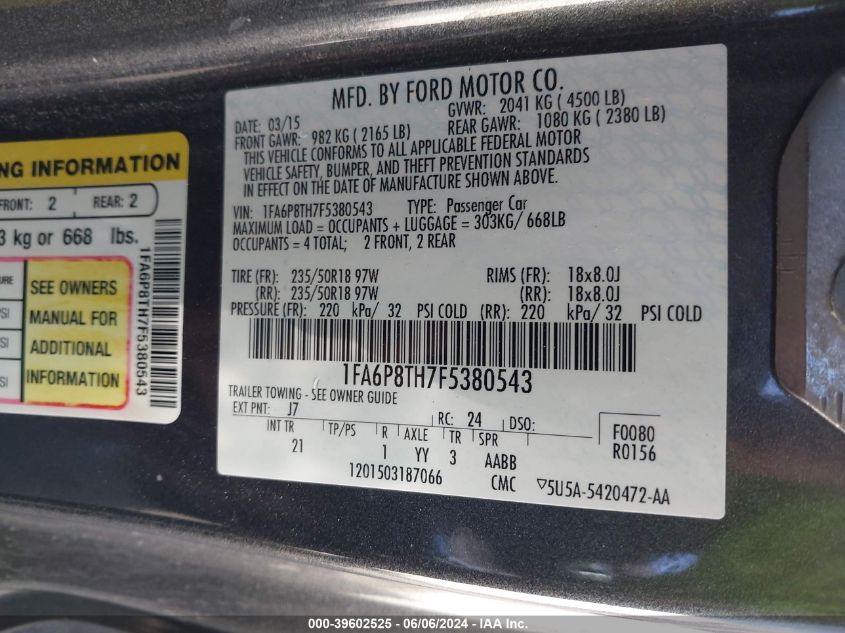 MFD. BY FORD MOTOR CO.
DATE: 03/15 GVWR: 2041 KG ( 4500 LB)
FRONT GAWR: 982 KG ( 2165 LB) REAR GAWR: 1080 KG ( 2380 LB)
THIS VEHICLE CONFORMS TO ALL APPLICABLE FEDERAL MOTOR
VEHICLE SAFETY, BUMPER, AND THEFT PREVENTION STANDARDS
IN EFFECT ON THE DATE OF MANUFACTURE SHOWN ABOVE.
VIN: 1FA6P8TH7F5380543 TYPE: Passenger Car
MAXIMUM LOAD = OCCUPANTS + LUGGAGE = 303KG/ 668LB
OCCUPANTS = 4 TOTAL; 2 FRONT, 2 REAR
TIRE (FR): 235/50R18 97W RIMS (FR): 18x8.0J
(RR): 235/50R18 97W (RR): 18x8.0J
PRESSURE (FR): 220 kPa/ 32 PSI COLD (RR): 220 kPa/ 32 PSI COLD
1FA6P8TH7F5380543
TRAILER TOWING - SEE OWNER GUIDE
EXT PNT: J7 RC: 24 DSO:
INT TR TP/PS R AXLE TR SPR F0080
21 1 YY 3 AABB R0156
1201503187066 CMC 5U5A-5420472-AA
NG INFORMATION
FRONT: 2 REAR: 2
3 kg or 668 lbs.
SEE OWNERS
MANUAL FOR
ADDITIONAL
INFORMATION
1FA6P8TH7F5380543
000-39602525 - 06/06/2024 - IAA Inc.